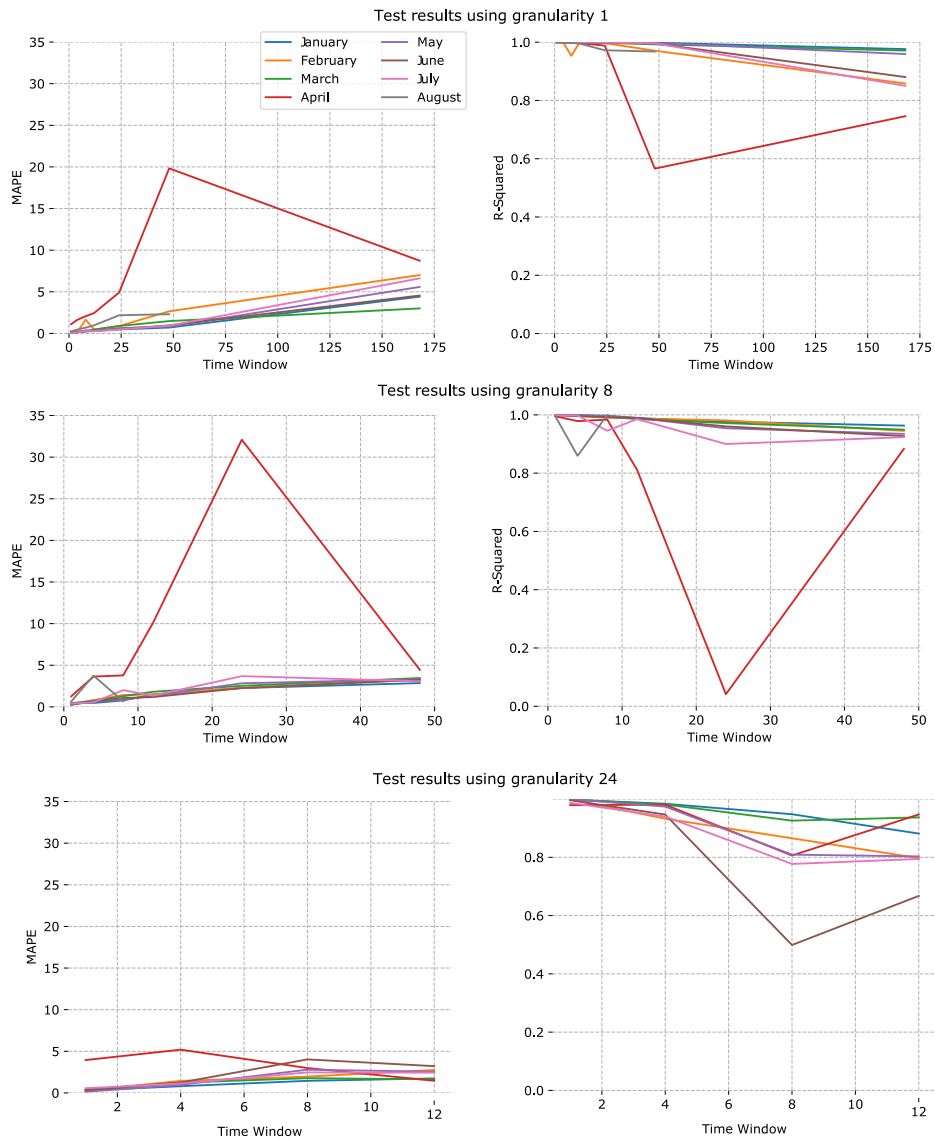 Test results using granularity 1
35
30
25
20
15
10
5
0
MAPE
0 25 50 75 100 125 150 175
Time Window
January
February
March
April
May
June
July
August
1.0
0.8
0.6
0.4
0.2
0.0
R-Squared
0 25 50 75 100 125 150 175
Time Window
Test results using granularity 8
35
30
25
20
15
10
5
0
MAPE
0 10 20 30 40 50
Time Window
1.0
0.8
0.6
0.4
0.2
0.0
R-Squared
0 10 20 30 40 50
Time Window
Test results using granularity 24
35
30
25
20
15
10
5
0
MAPE
2 4 6 8 10 12
Time Window
0.8
0.6
0.4
0.2
0.0
2 4 6 8 10 12
Time Window